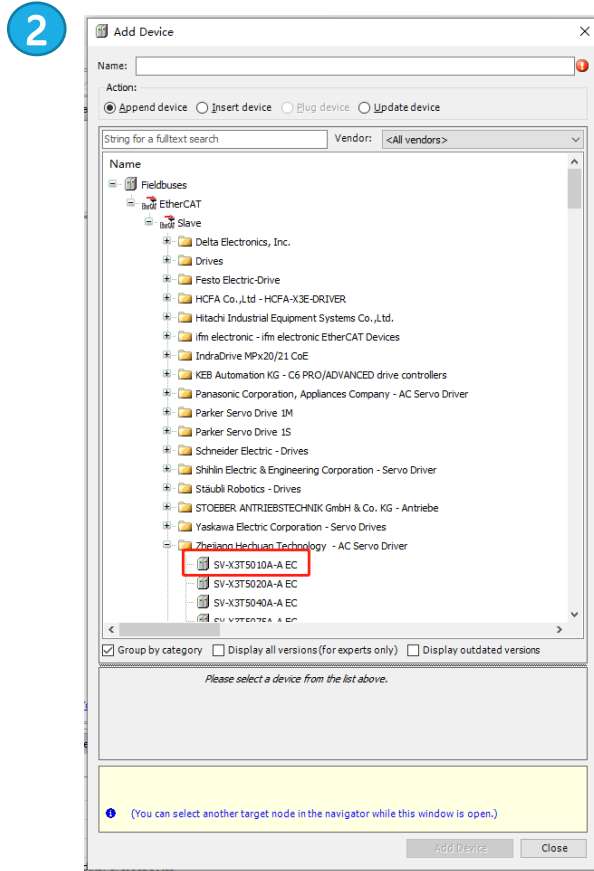 2
Add Device
Name:
Action:
Append device Insert device Plug device Update device
String for a fulltext search Vendor: <All vendors>
Name
Fieldbuses
EtherCAT
Slave
Delta Electronics, Inc.
Drives
Festo Electric-Drive
HCFA Co.,Ltd - HCFA-X3E-DRIVER
Hitachi Industrial Equipment Systems Co.,Ltd.
ifm electronic - ifm electronic EtherCAT Devices
IndraDrive MPx20/21 CoE
KEB Automation KG - C6 PRO/ADVANCED drive controllers
Panasonic Corporation, Appliances Company - AC Servo Driver
Parker Servo Drive 1M
Parker Servo Drive 1S
Schneider Electric - Drives
Shihlin Electric & Engineering Corporation - Servo Driver
Stäubli Robotics - Drives
STOEBER ANTRIEBSTECHNIK GmbH & Co. KG - Antriebe
Yaskawa Electric Corporation - Servo Drives
Zhejiang Hechuan Technology - AC Servo Driver
SV-X3T5010A-A EC
SV-X3T5020A-A EC
SV-X3T5040A-A EC
SV-X3T5075A-A EC
Group by category Display all versions (for experts only) Display outdated versions
Please select a device from the list above.
(You can select another target node in the navigator while this window is open.)
Add Device Close